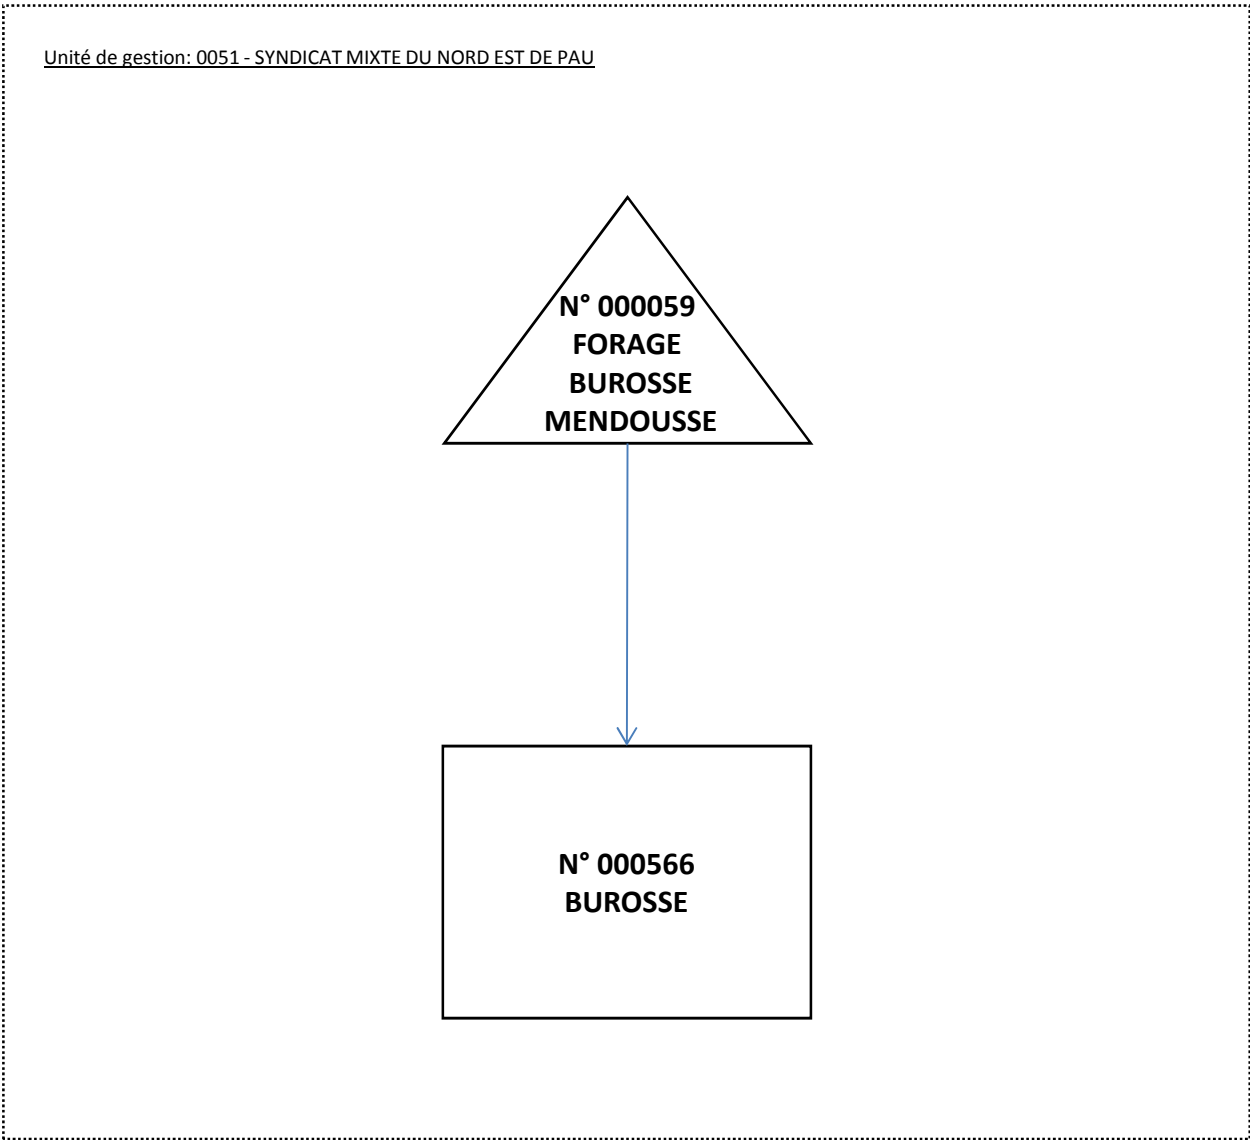 Unité de gestion: 0051 - SYNDICAT MIXTE DU NORD EST DE PAU
N° 000059
FORAGE
BUROSSE
MENDOUSSE
N° 000566
BUROSSE